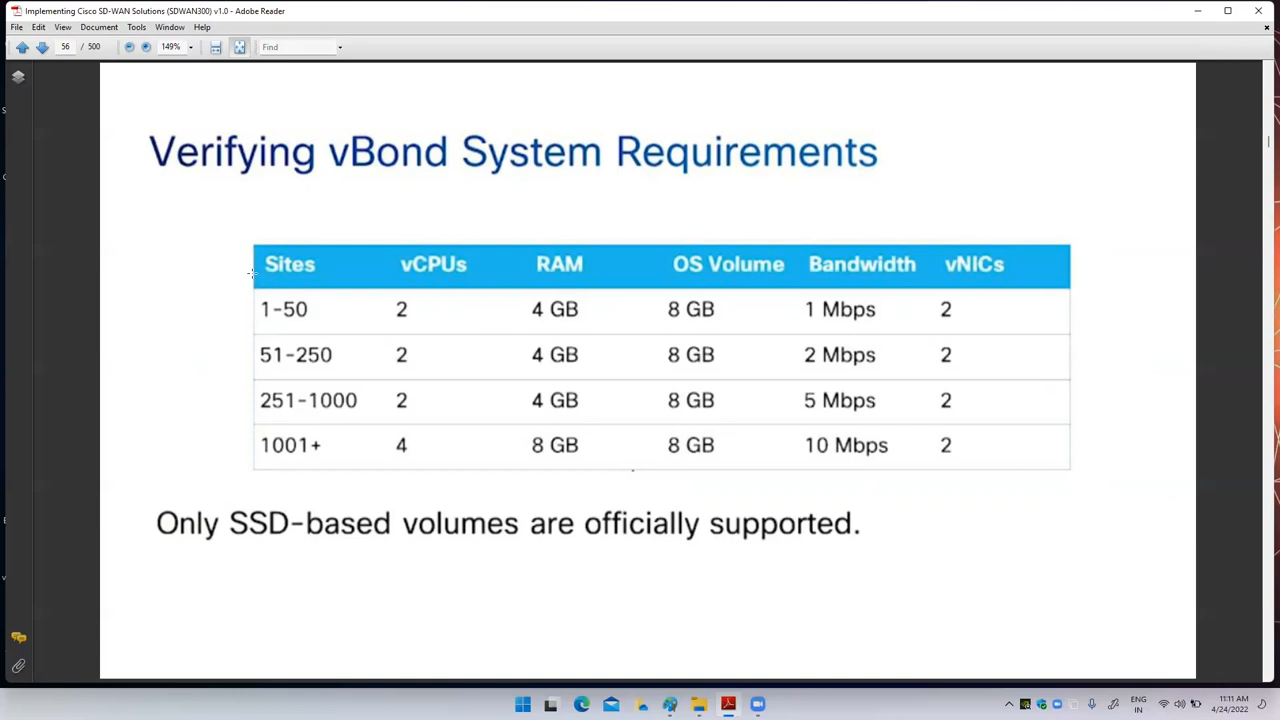 Implementing Cisco SD-WAN Solutions (SDWAN300) v1.0 - Adobe Reader
File Edit View Document Tools Window Help
56 / 500 149% Find
Verifying vBond System Requirements
Sites vCPUs RAM OS Volume Bandwidth vNICs
1-50 2 4 GB 8 GB 1 Mbps 2
51-250 2 4 GB 8 GB 2 Mbps 2
251-1000 2 4 GB 8 GB 5 Mbps 2
1001+ 4 8 GB 8 GB 10 Mbps 2
Only SSD-based volumes are officially supported.
ENG
IN
11:11 AM
4/24/2022